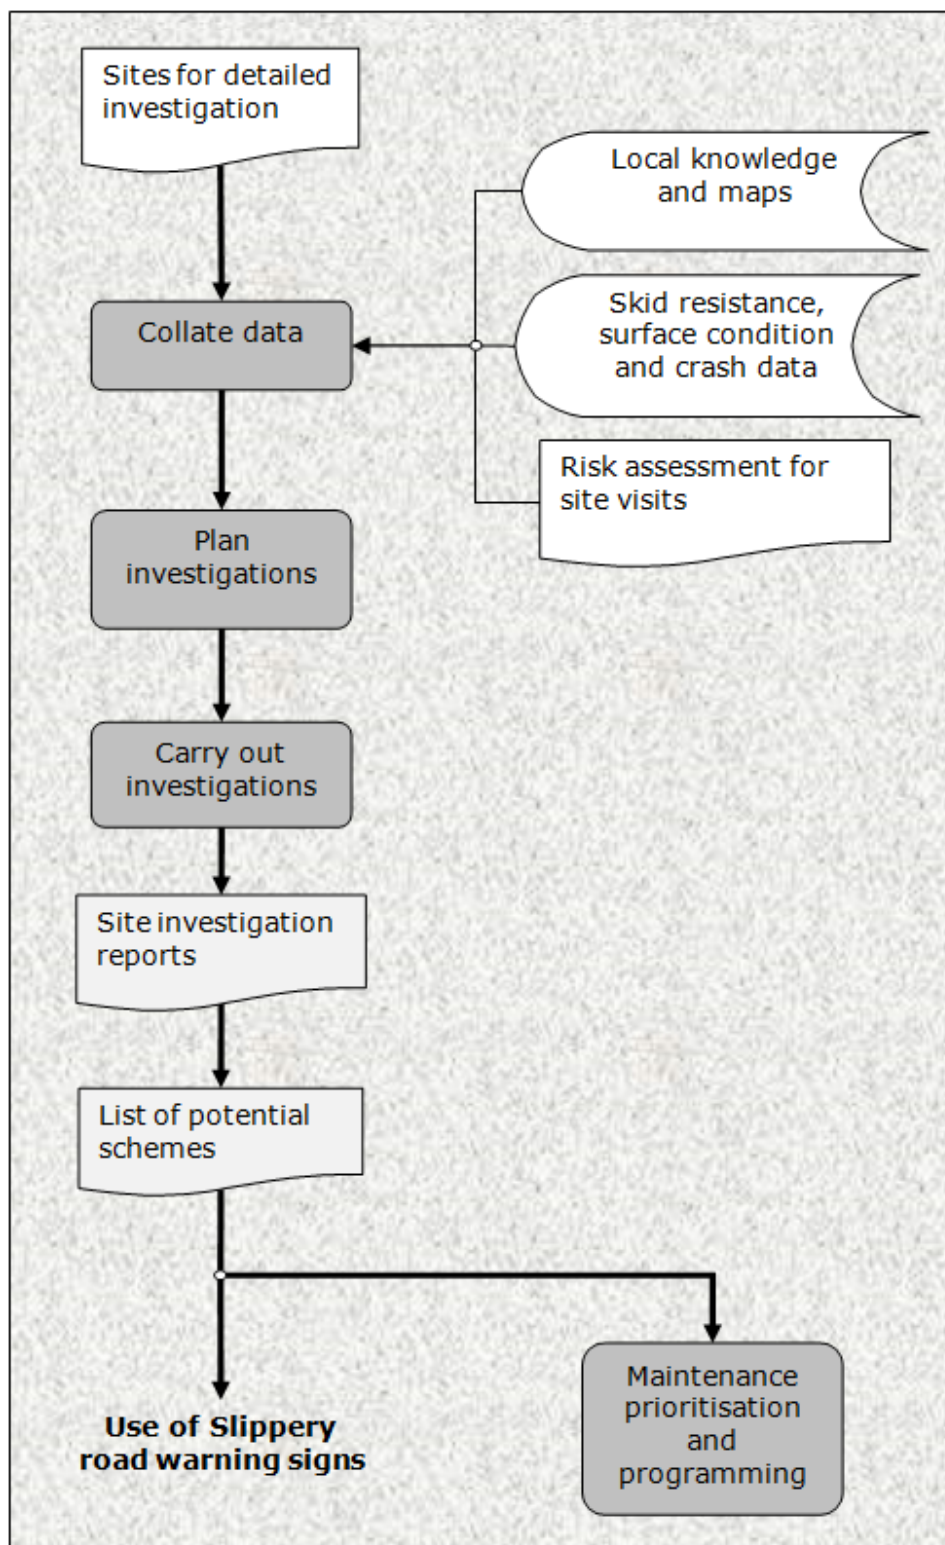 Sites for detailed
investigation
Local knowledge
and maps
Collate data
Skid resistance,
surface condition
and crash data
Risk assessment for
site visits
Plan
investigations
Carry out
investigations
Site investigation
reports
List of potential
schemes
Use of Slippery
road warning signs
Maintenance
prioritisation
and
programming